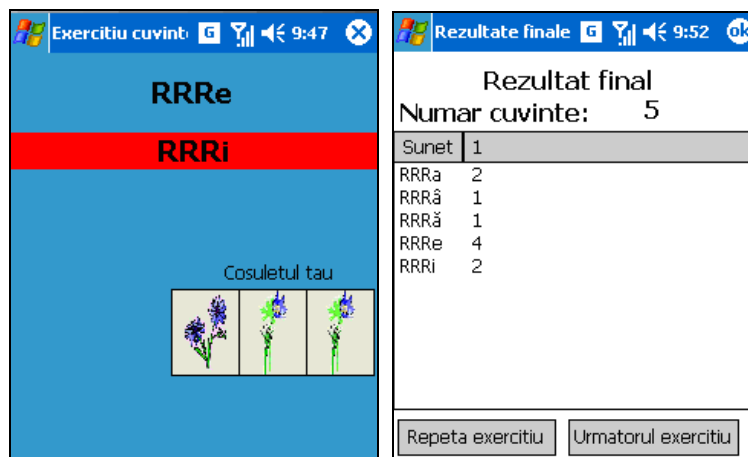 Exercitiu cuvint G 9:47
RRRe
RRRi
Cosuletul tau
Rezultate finale G 9:52 ok
Rezultat final
Numar cuvinte: 5
Sunet 1
RRRa 2
RRRâ 1
RRRă 1
RRRe 4
RRRi 2
Repeta exercitiu Urmatorul exercitiu